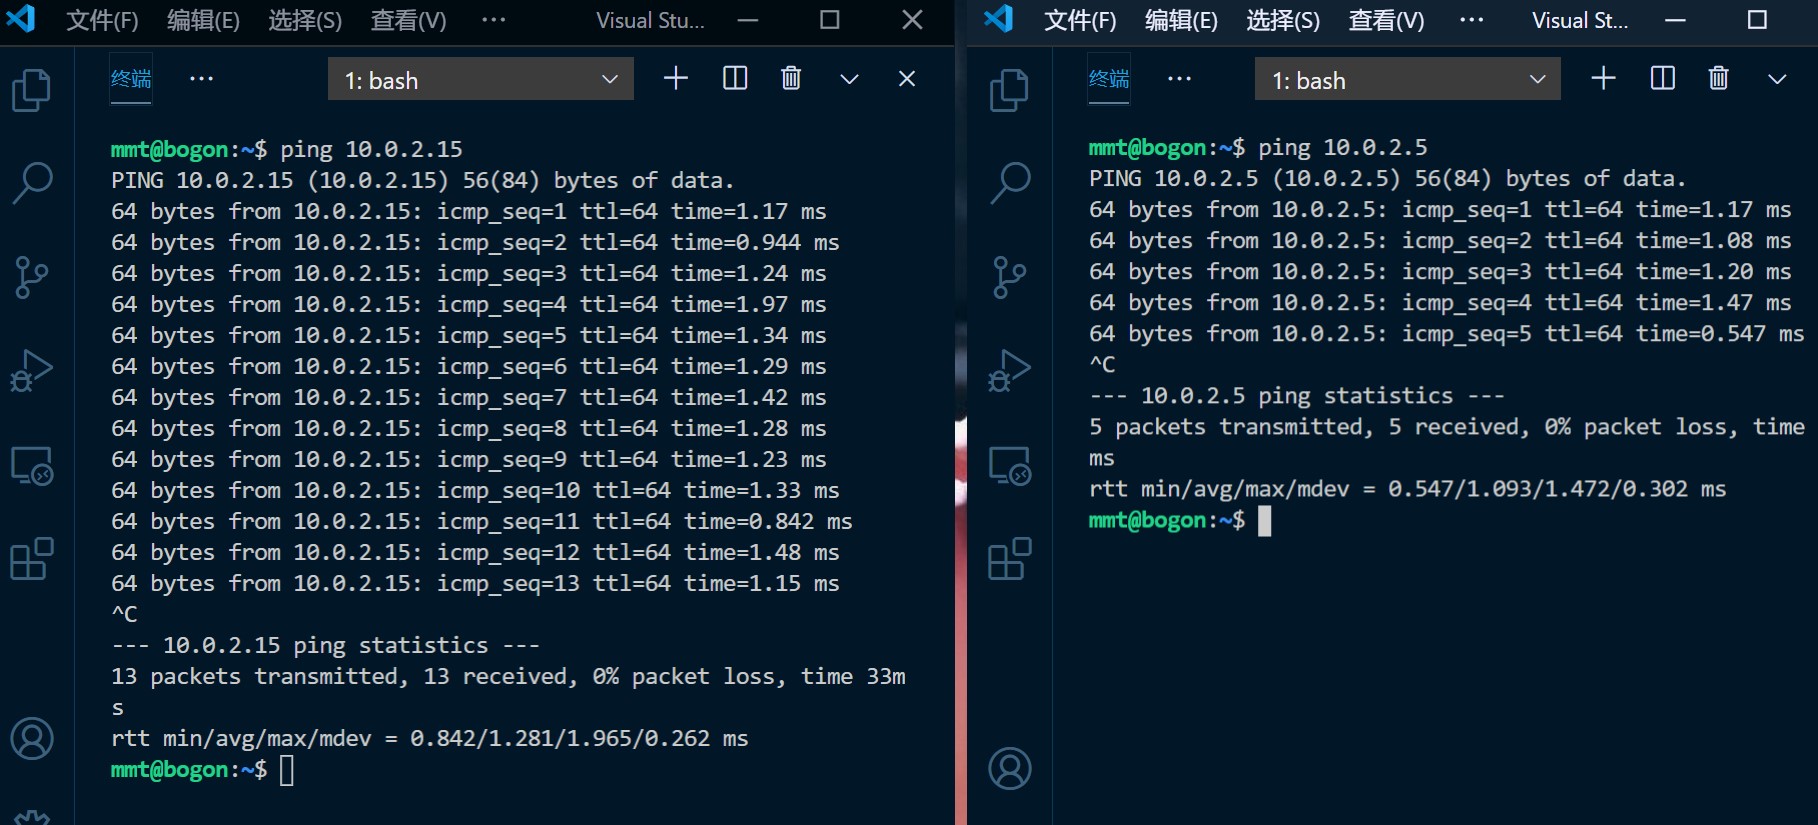 文件(F) 编辑(E) 选择(S) 查看(V) ··· Visual Stu...
终端 ··· 1: bash
mmt@bogon:~$ ping 10.0.2.15
PING 10.0.2.15 (10.0.2.15) 56(84) bytes of data.
64 bytes from 10.0.2.15: icmp_seq=1 ttl=64 time=1.17 ms
64 bytes from 10.0.2.15: icmp_seq=2 ttl=64 time=0.944 ms
64 bytes from 10.0.2.15: icmp_seq=3 ttl=64 time=1.24 ms
64 bytes from 10.0.2.15: icmp_seq=4 ttl=64 time=1.97 ms
64 bytes from 10.0.2.15: icmp_seq=5 ttl=64 time=1.34 ms
64 bytes from 10.0.2.15: icmp_seq=6 ttl=64 time=1.29 ms
64 bytes from 10.0.2.15: icmp_seq=7 ttl=64 time=1.42 ms
64 bytes from 10.0.2.15: icmp_seq=8 ttl=64 time=1.28 ms
64 bytes from 10.0.2.15: icmp_seq=9 ttl=64 time=1.23 ms
64 bytes from 10.0.2.15: icmp_seq=10 ttl=64 time=1.33 ms
64 bytes from 10.0.2.15: icmp_seq=11 ttl=64 time=0.842 ms
64 bytes from 10.0.2.15: icmp_seq=12 ttl=64 time=1.48 ms
64 bytes from 10.0.2.15: icmp_seq=13 ttl=64 time=1.15 ms
^C
--- 10.0.2.15 ping statistics ---
13 packets transmitted, 13 received, 0% packet loss, time 33m
s
rtt min/avg/max/mdev = 0.842/1.281/1.965/0.262 ms
mmt@bogon:~$
文件(F) 编辑(E) 选择(S) 查看(V) ··· Visual St...
终端 ··· 1: bash
mmt@bogon:~$ ping 10.0.2.5
PING 10.0.2.5 (10.0.2.5) 56(84) bytes of data.
64 bytes from 10.0.2.5: icmp_seq=1 ttl=64 time=1.17 ms
64 bytes from 10.0.2.5: icmp_seq=2 ttl=64 time=1.08 ms
64 bytes from 10.0.2.5: icmp_seq=3 ttl=64 time=1.20 ms
64 bytes from 10.0.2.5: icmp_seq=4 ttl=64 time=1.47 ms
64 bytes from 10.0.2.5: icmp_seq=5 ttl=64 time=0.547 ms
^C
--- 10.0.2.5 ping statistics ---
5 packets transmitted, 5 received, 0% packet loss, time
ms
rtt min/avg/max/mdev = 0.547/1.093/1.472/0.302 ms
mmt@bogon:~$